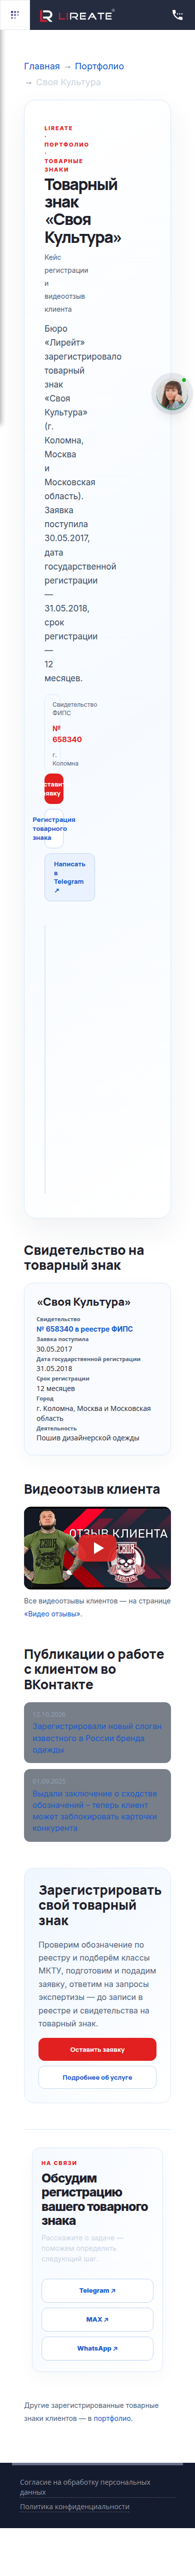 LIREATE®
Главная → Портфолио
→ Своя Культура
LIREATE
·
ПОРТФОЛИО
·
ТОВАРНЫЕ
ЗНАКИ
Товарный
знак
«Своя
Культура»
Кейс
регистрации
и
видеоотзыв
клиента
Бюро
«Лирейт»
зарегистрировало
товарный
знак
«Своя
Культура»
(г.
Коломна,
Москва
и
Московская
область).
Заявка
поступила
30.05.2017,
дата
государственной
регистрации
—
31.05.2018,
срок
регистрации
—
12
месяцев.
Свидетельство
ФИПС
№
658340
г.
Коломна
Регистрация
товарного
знака
Написать
в
Telegram
↗
Свидетельство на
товарный знак
«Своя Культура»
Свидетельство
№ 658340 в реестре ФИПС
Заявка поступила
30.05.2017
Дата государственной регистрации
31.05.2018
Срок регистрации
12 месяцев
Город
г. Коломна, Москва и Московская
область
Деятельность
Пошив дизайнерской одежды
Видеоотзыв клиента
ОТЗЫВ КЛИЕНТА
Все видеоотзывы клиентов — на странице
«Видео отзывы».
Публикации о работе
с клиентом во
ВКонтакте
Зарегистрировали новый слоган
известного в России бренда
одежды
Выдали заключение о сходстве
обозначений – теперь клиент
может заблокировать карточки
конкурента
Зарегистрировать
свой товарный
знак
Проверим обозначение по
реестру и подберём классы
МКТУ, подготовим и подадим
заявку, ответим на запросы
экспертизы — до записи в
реестре и свидетельства на
товарный знак.
Оставить заявку
Подробнее об услуге
НА СВЯЗИ
Обсудим
регистрацию
вашего товарного
знака
Расскажите о задаче —
поможем определить
следующий шаг.
Telegram ↗
MAX ↗
WhatsApp ↗
Другие зарегистрированные товарные
знаки клиентов — в портфолио.
Согласие на обработку персональных
данных
Политика конфиденциальности